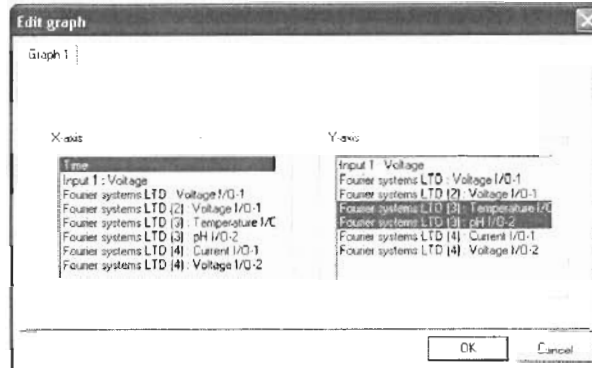 Edit graph
Graph 1
X-axis
Time
Input 1 : Voltage
Fourier systems LTD : Voltage I/O-1
Fourier systems LTD (2) : Voltage I/O-1
Fourier systems LTD (3) : Temperature I/C
Fourier systems LTD (3) : pH I/O-2
Fourier systems LTD (4) : Current I/O-1
Fourier systems LTD (4) : Voltage I/O-2
Y-axis
Input 1 : Voltage
Fourier systems LTD : Voltage I/O-1
Fourier systems LTD (2) : Voltage I/O-1
Fourier systems LTD (3) : Temperature I/C
Fourier systems LTD (3) : pH I/O-2
Fourier systems LTD (4) : Current I/O-1
Fourier systems LTD (4) : Voltage I/O-2
OK
Cancel